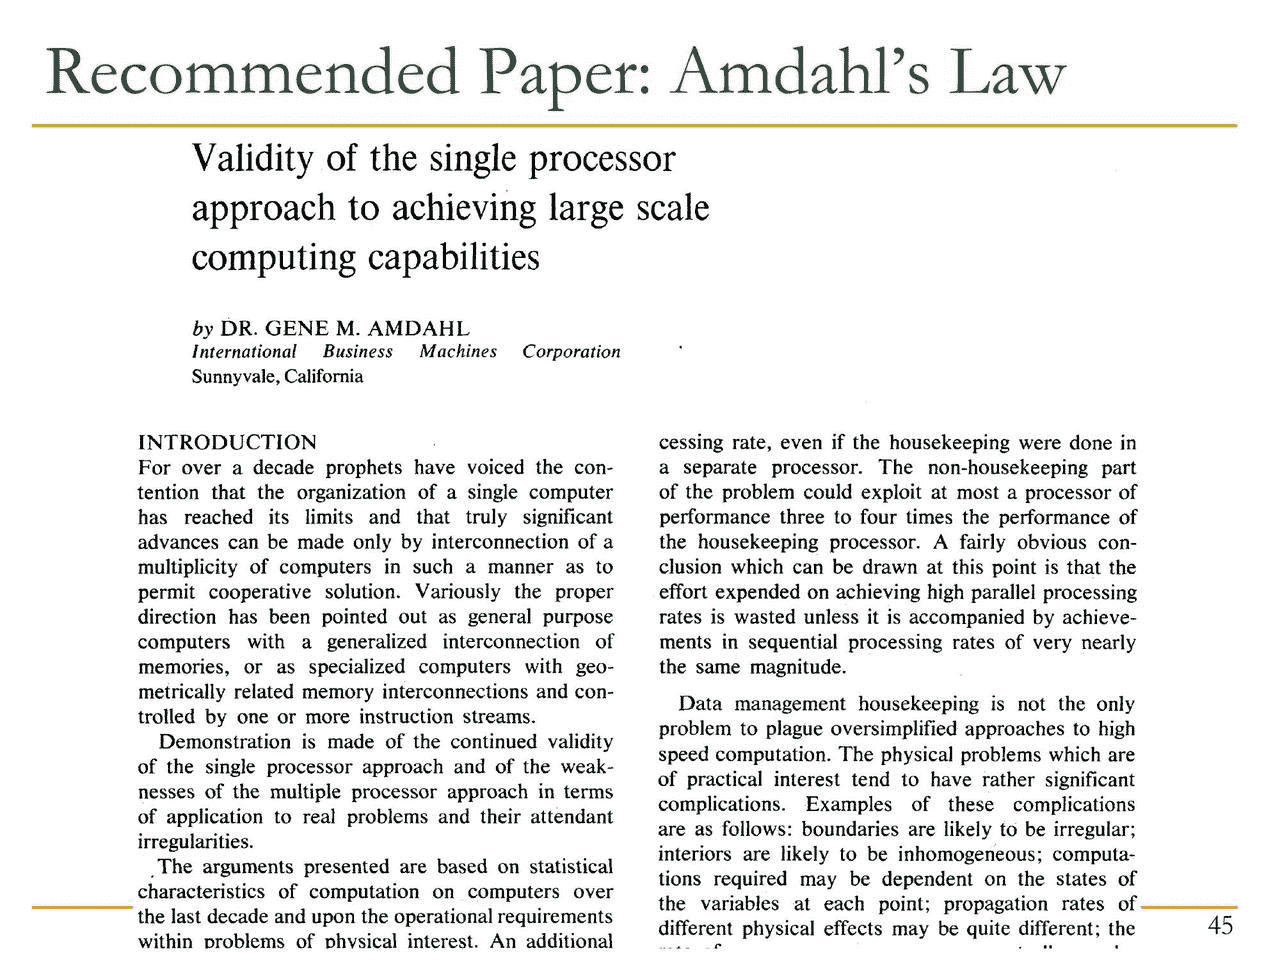 Recommended Paper: Amdahl's Law
Validity of the single processor
approach to achieving large scale
computing capabilities
by DR. GENE M. AMDAHL
International Business Machines Corporation
Sunnyvale, California
INTRODUCTION
For over a decade prophets have voiced the con-
tention that the organization of a single computer
has reached its limits and that truly significant
advances can be made only by interconnection of a
multiplicity of computers in such a manner as to
permit cooperative solution. Variously the proper
direction has been pointed out as general purpose
computers with a generalized interconnection of
memories, or as specialized computers with geo-
metrically related memory interconnections and con-
trolled by one or more instruction streams.
Demonstration is made of the continued validity
of the single processor approach and of the weak-
nesses of the multiple processor approach in terms
of application to real problems and their attendant
irregularities.
The arguments presented are based on statistical
characteristics of computation on computers over
the last decade and upon the operational requirements
within problems of physical interest. An additional
cessing rate, even if the housekeeping were done in
a separate processor. The non-housekeeping part
of the problem could exploit at most a processor of
performance three to four times the performance of
the housekeeping processor. A fairly obvious con-
clusion which can be drawn at this point is that the
effort expended on achieving high parallel processing
rates is wasted unless it is accompanied by achieve-
ments in sequential processing rates of very nearly
the same magnitude.
Data management housekeeping is not the only
problem to plague oversimplified approaches to high
speed computation. The physical problems which are
of practical interest tend to have rather significant
complications. Examples of these complications
are as follows: boundaries are likely to be irregular;
interiors are likely to be inhomogeneous; computa-
tions required may be dependent on the states of
the variables at each point; propagation rates of
different physical effects may be quite different; the
45